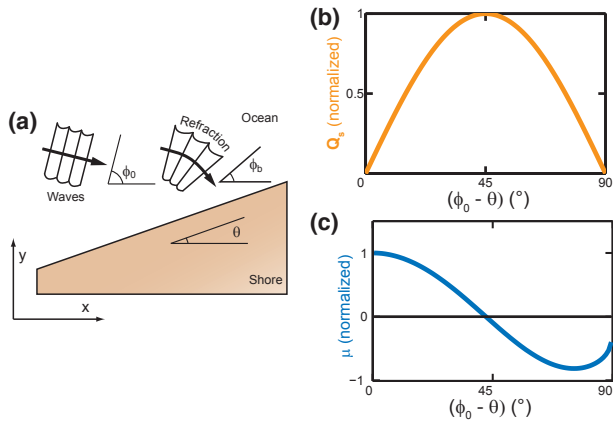 (a)
Ocean
Refraction
Waves
ϕ₀
ϕb
θ
Shore
y
x
(b)
Qs (normalized)
1
0.5
0
45
90
(ϕ₀ - θ) (°)
(c)
μ (normalized)
1
0
−1
0
45
90
(ϕ₀ - θ) (°)